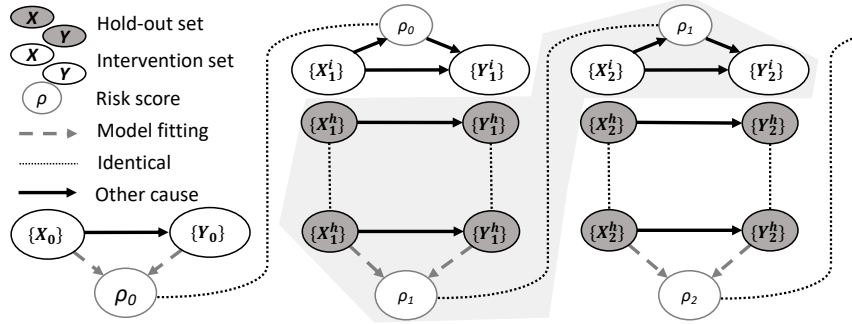 X
Y
Hold-out set
X
Y
Intervention set
ρ
Risk score
Model fitting
Identical
Other cause
{X₀} {Y₀}
ρ₀
ρ₀
{X₁ⁱ} {Y₁ⁱ}
{X₁ʰ} {Y₁ʰ}
{X₁ʰ} {Y₁ʰ}
ρ₁
ρ₁
{X₂ⁱ} {Y₂ⁱ}
{X₂ʰ} {Y₂ʰ}
{X₂ʰ} {Y₂ʰ}
ρ₂